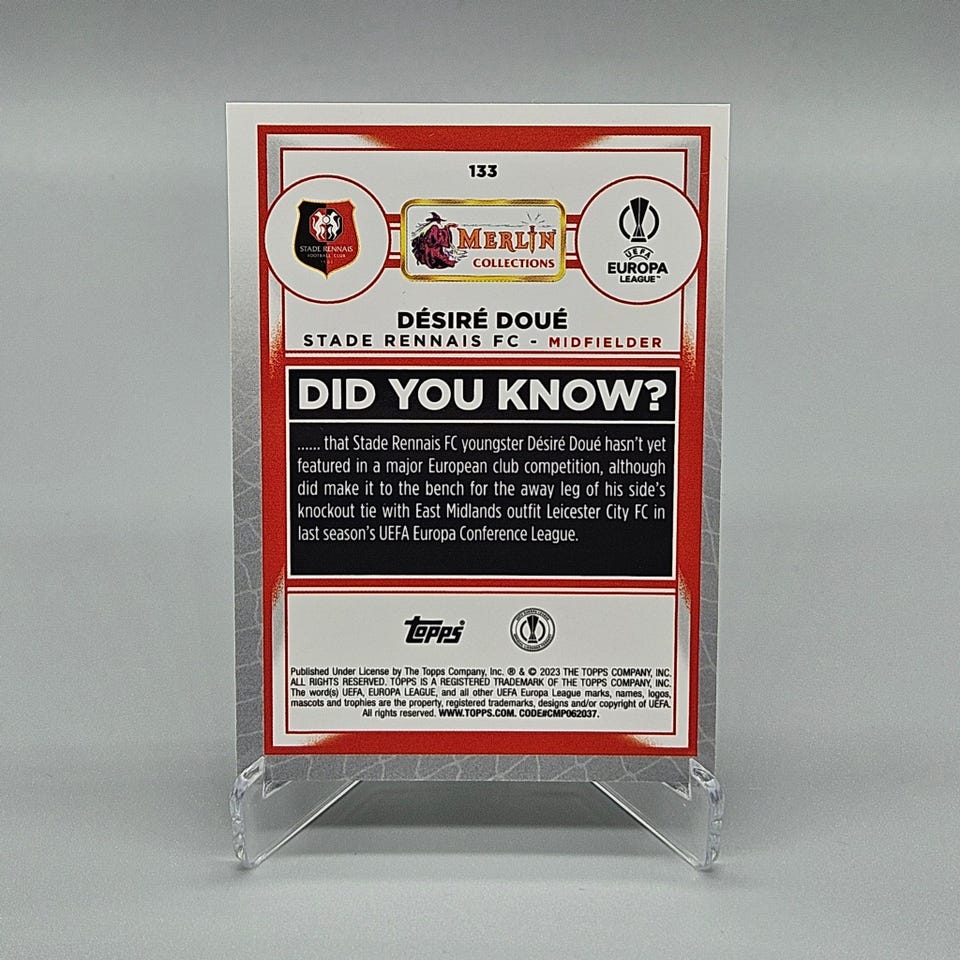 133
STADE RENNAIS
FOOTBALL CLUB
MERLIN
COLLECTIONS
UEFA
EUROPA
LEAGUE™
DÉSIRÉ DOUÉ
STADE RENNAIS FC - MIDFIELDER
DID YOU KNOW?
...... that Stade Rennais FC youngster Désiré Doué hasn't yet
featured in a major European club competition, although
did make it to the bench for the away leg of his side's
knockout tie with East Midlands outfit Leicester City FC in
last season's UEFA Europa Conference League.
Topps
Published Under License by The Topps Company, Inc. ® & © 2023 THE TOPPS COMPANY, INC.
ALL RIGHTS RESERVED. TOPPS IS A REGISTERED TRADEMARK OF THE TOPPS COMPANY, INC.
The word(s) UEFA, EUROPA LEAGUE, and all other UEFA Europa League marks, names, logos,
mascots and trophies are the property, registered trademarks, designs and/or copyright of UEFA.
All rights reserved. WWW.TOPPS.COM. CODE#CMP062037.